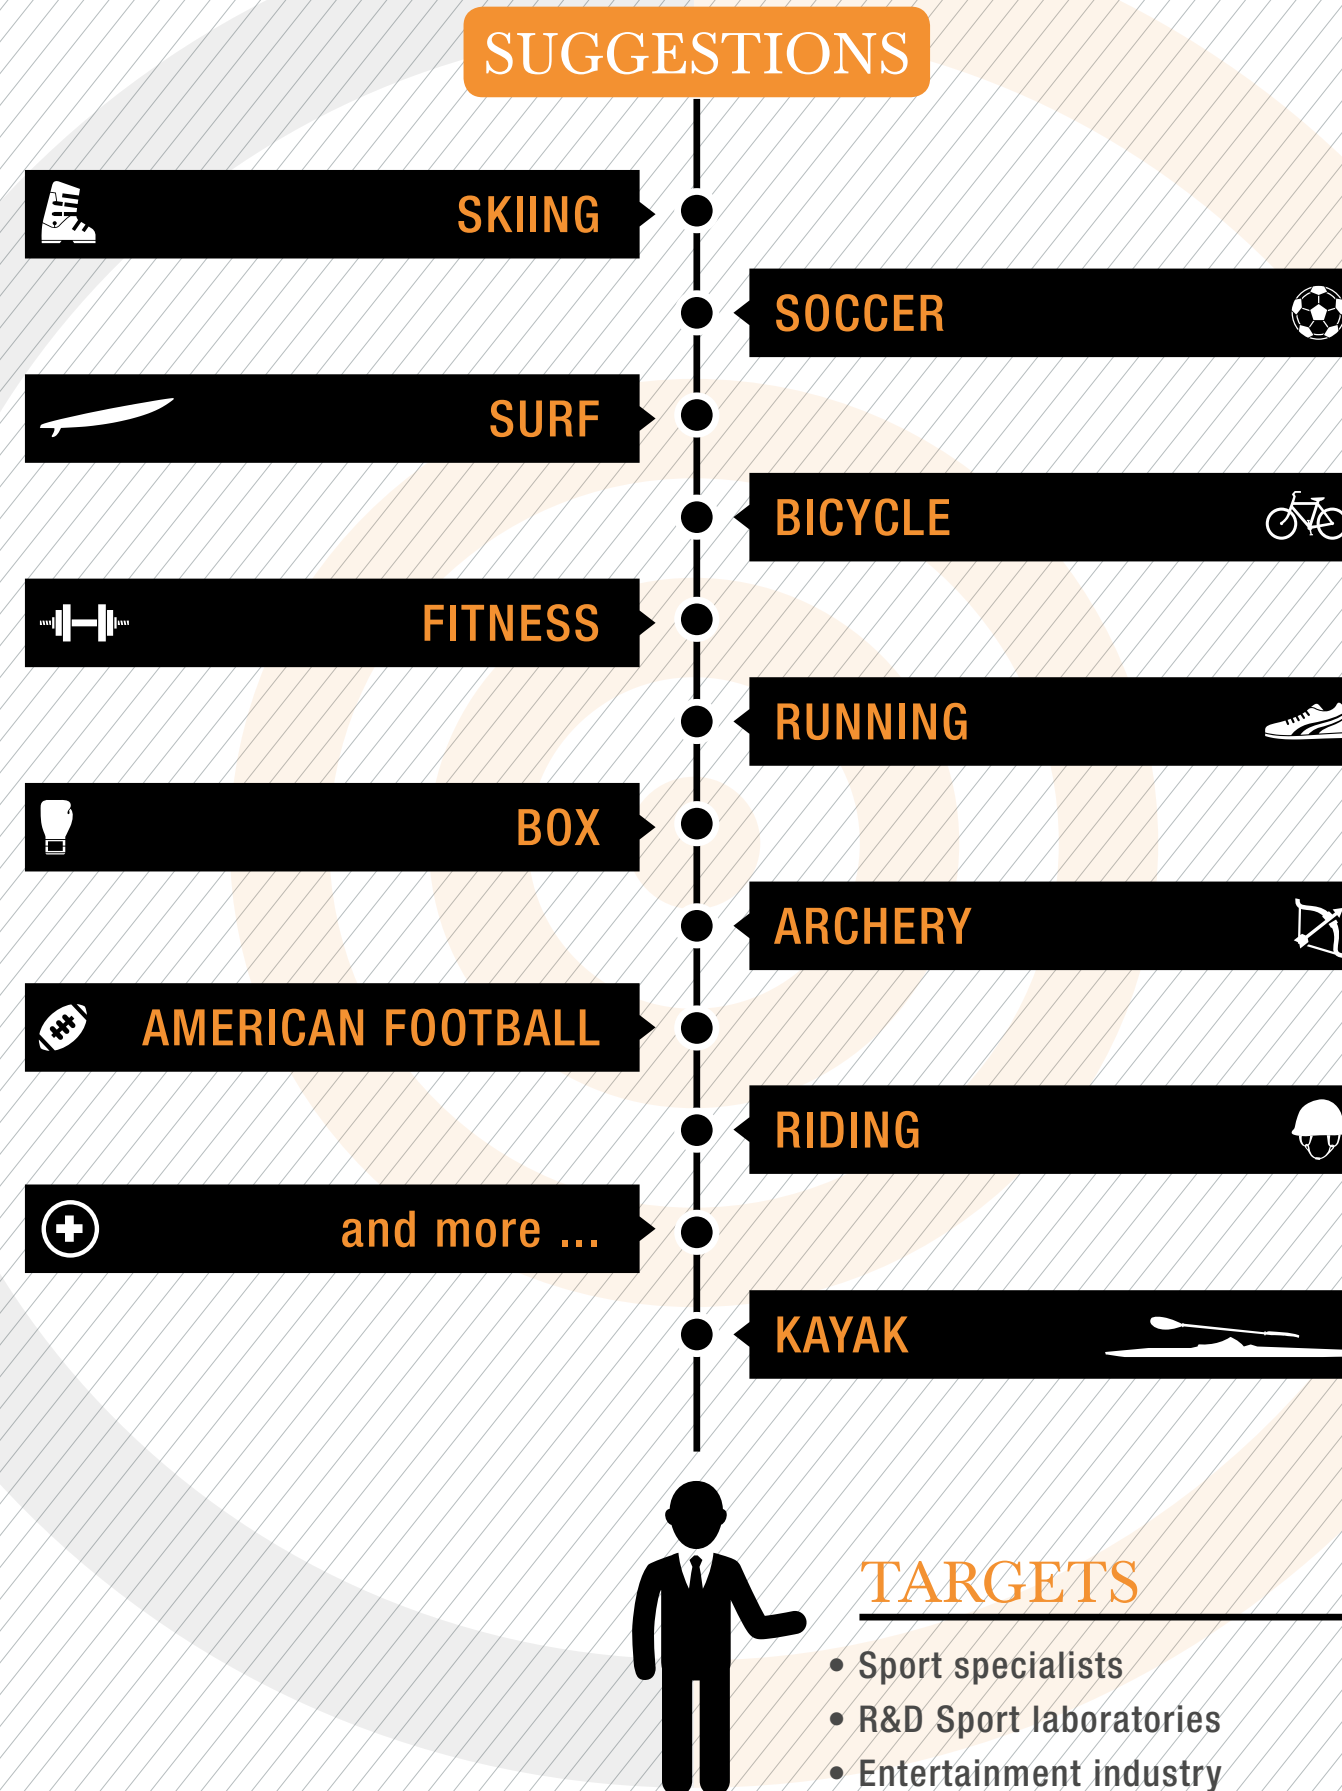 SUGGESTIONS
SKIING
SOCCER
SURF
BICYCLE
FITNESS
RUNNING
BOX
ARCHERY
AMERICAN FOOTBALL
RIDING
and more ...
KAYAK
TARGETS
• Sport specialists
• R&D Sport laboratories
• Entertainment industry